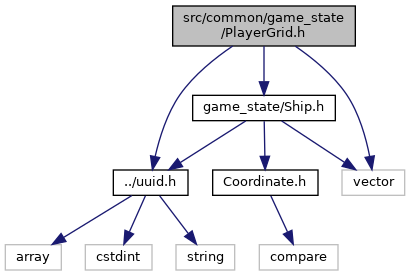 src/common/game_state
/PlayerGrid.h
game_state/Ship.h
../uuid.h
Coordinate.h
vector
array
cstdint
string
compare